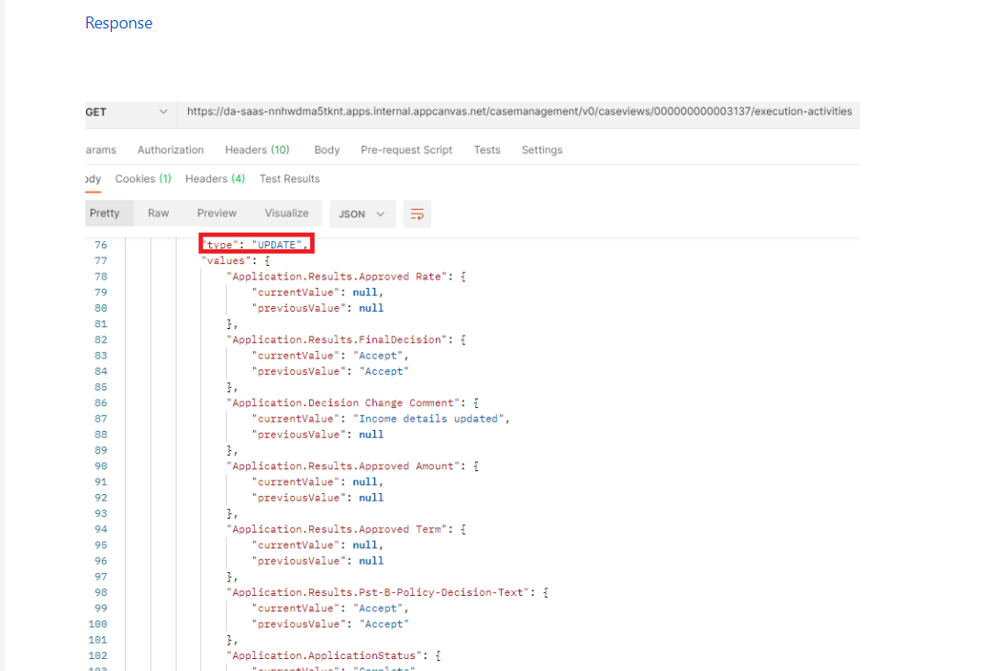 Response
GET https://da-saas-nnhwdma5tknt.apps.internal.appcanvas.net/casemanagement/v0/caseviews/000000000003137/execution-activities
arams Authorization Headers (10) Body Pre-request Script Tests Settings
ody Cookies (1) Headers (4) Test Results
Pretty Raw Preview Visualize JSON
76 "type": "UPDATE",
77 "values": {
78 "Application.Results.Approved Rate": {
79 "currentValue": null,
80 "previousValue": null
81 },
82 "Application.Results.FinalDecision": {
83 "currentValue": "Accept",
84 "previousValue": "Accept"
85 },
86 "Application.Decision Change Comment": {
87 "currentValue": "Income details updated",
88 "previousValue": null
89 },
90 "Application.Results.Approved Amount": {
91 "currentValue": null,
92 "previousValue": null
93 },
94 "Application.Results.Approved Term": {
95 "currentValue": null,
96 "previousValue": null
97 },
98 "Application.Results.Pst-B-Policy-Decision-Text": {
99 "currentValue": "Accept",
100 "previousValue": "Accept"
101 },
102 "Application.ApplicationStatus": {
103 "currentValue": "Complete"